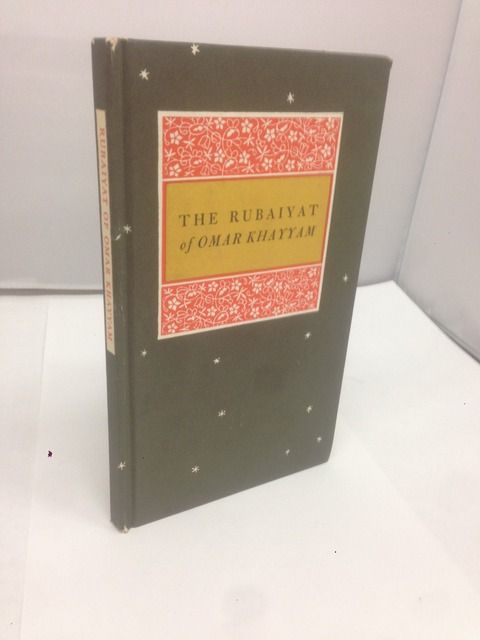 THE RUBAIYAT
of OMAR KHAYYAM
RUBAIYAT OF OMAR KHAYYAM